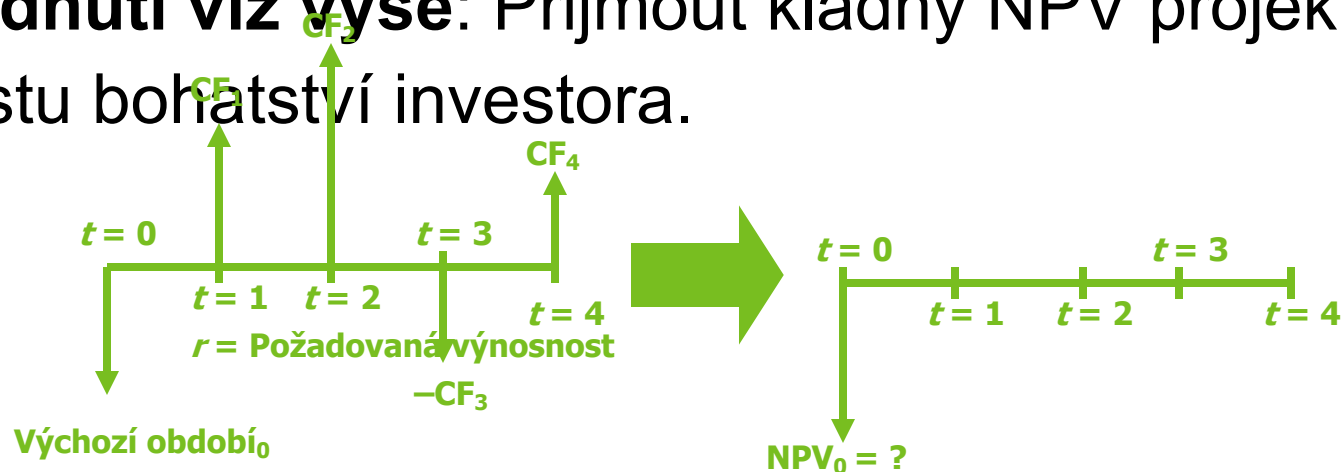 dnutí viz výše: Přijmout kladný NPV projek
stu bohatství investora.
CF₂
CF₁
CF₄
t = 0
t = 3
t = 1
t = 2
t = 4
r = Požadovaná výnosnost
–CF₃
Výchozí období₀
t = 0
t = 3
t = 1
t = 2
t = 4
NPV₀ = ?